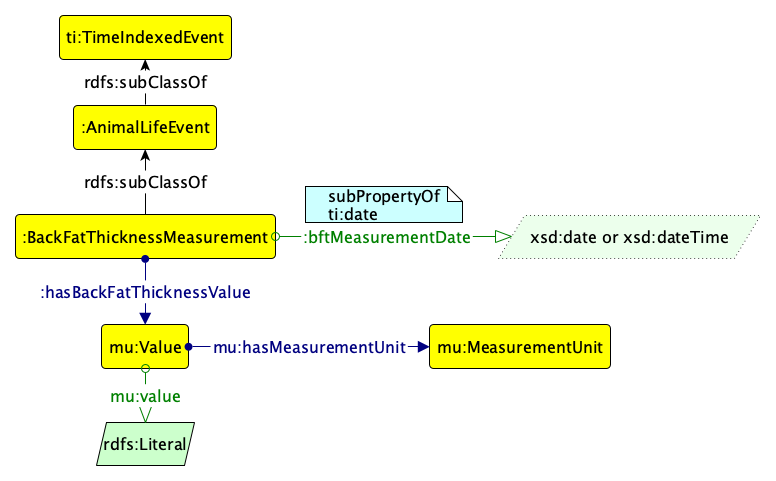 ti:TimeIndexedEvent
rdfs:subClassOf
:AnimalLifeEvent
rdfs:subClassOf
subPropertyOf
ti:date
:BackFatThicknessMeasurement
:bftMeasurementDate
xsd:date or xsd:dateTime
:hasBackFatThicknessValue
mu:Value
mu:hasMeasurementUnit
mu:MeasurementUnit
mu:value
rdfs:Literal